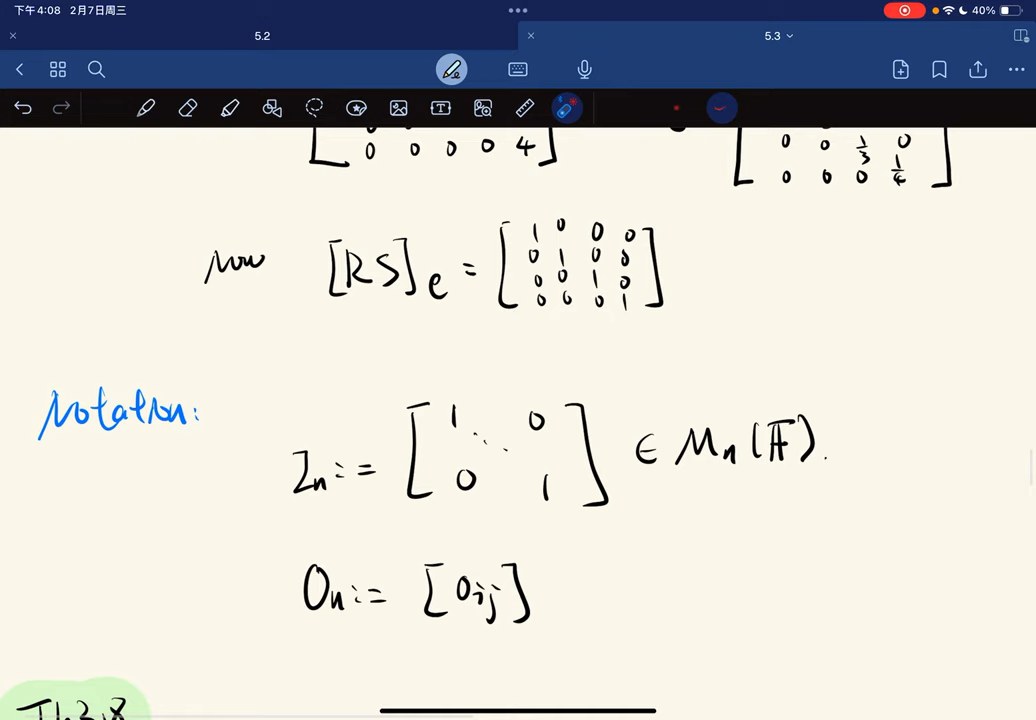 下午4:08 2月7日周三
40%
5.2
5.3
0 0 0 0 4
0 0 1/3 0
0 0 0 1/4
Now [RS]e = [1 0 0 0
0 1 0 0
0 0 1 0
0 0 0 1]
Notation:
In := [1 ⋱ 0
0 1] ∈ Mn(𝔽).
On := [0ij]
Th3.8